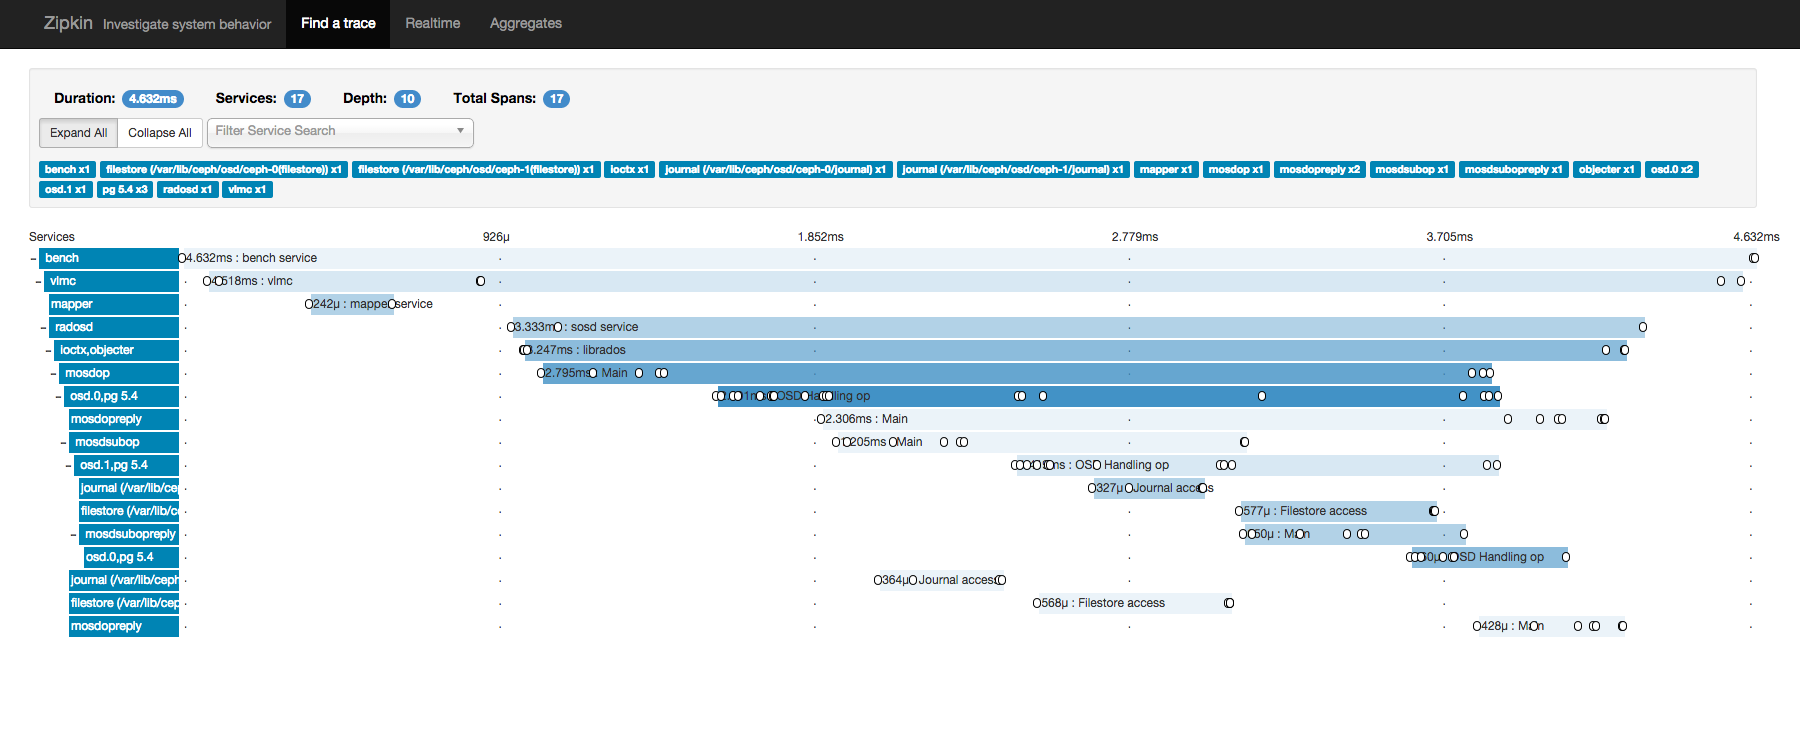 Zipkin Investigate system behavior Find a trace Realtime Aggregates
Duration: 4.632ms Services: 17 Depth: 10 Total Spans: 17
Expand All Collapse All Filter Service Search
bench x1 filestore (/var/lib/ceph/osd/ceph-0(filestore)) x1 filestore (/var/lib/ceph/osd/ceph-1(filestore)) x1 ioctx x1 journal (/var/lib/ceph/osd/ceph-0/journal) x1 journal (/var/lib/ceph/osd/ceph-1/journal) x1 mapper x1 mosdop x1 mosdopreply x2 mosdsubop x1 mosdsubopreply x1 objecter x1 osd.0 x2
osd.1 x1 pg 5.4 x3 radosd x1 vlmc x1
Services 926μ 1.852ms 2.779ms 3.705ms 4.632ms
bench 4.632ms : bench service
vlmc 518ms : vlmc
mapper 242μ : mapper service
radosd 3.333m : sosd service
ioctx,objecter .247ms : librados
mosdop 2.795ms Main
osd.0,pg 5.4 OSD Handling op
mosdopreply 2.306ms : Main
mosdsubop 205ms Main
osd.1,pg 5.4 ms : OSD Handling op
journal (/var/lib/cep 327μ Journal access
filestore (/var/lib/c 577μ : Filestore access
mosdsubopreply 50μ : Main
osd.0,pg 5.4 OSD Handling op
journal (/var/lib/ceph 364μ Journal access
filestore (/var/lib/cep 568μ : Filestore access
mosdopreply 428μ : Main